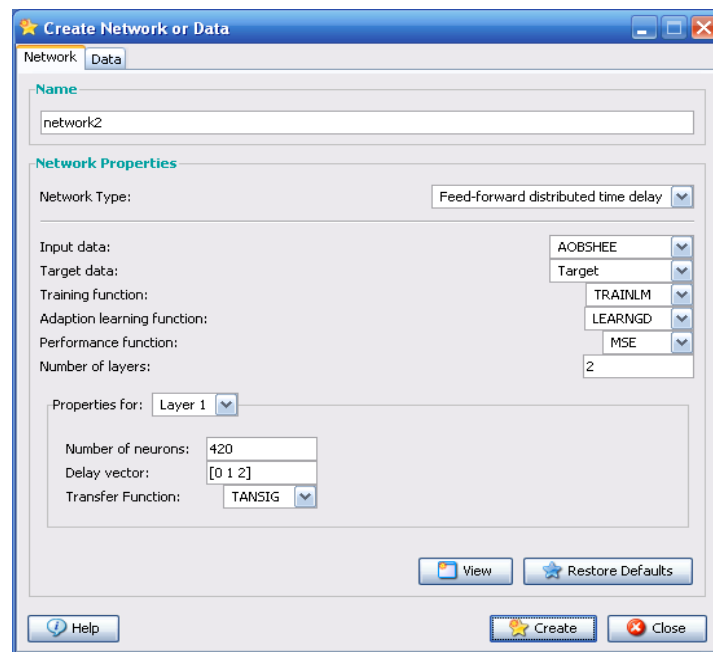 Create Network or Data
Network Data
Name
network2
Network Properties
Network Type: Feed-forward distributed time delay
Input data: AOBSHEE
Target data: Target
Training function: TRAINLM
Adaption learning function: LEARNGD
Performance function: MSE
Number of layers: 2
Properties for: Layer 1
Number of neurons: 420
Delay vector: [0 1 2]
Transfer Function: TANSIG
View Restore Defaults
Help Create Close